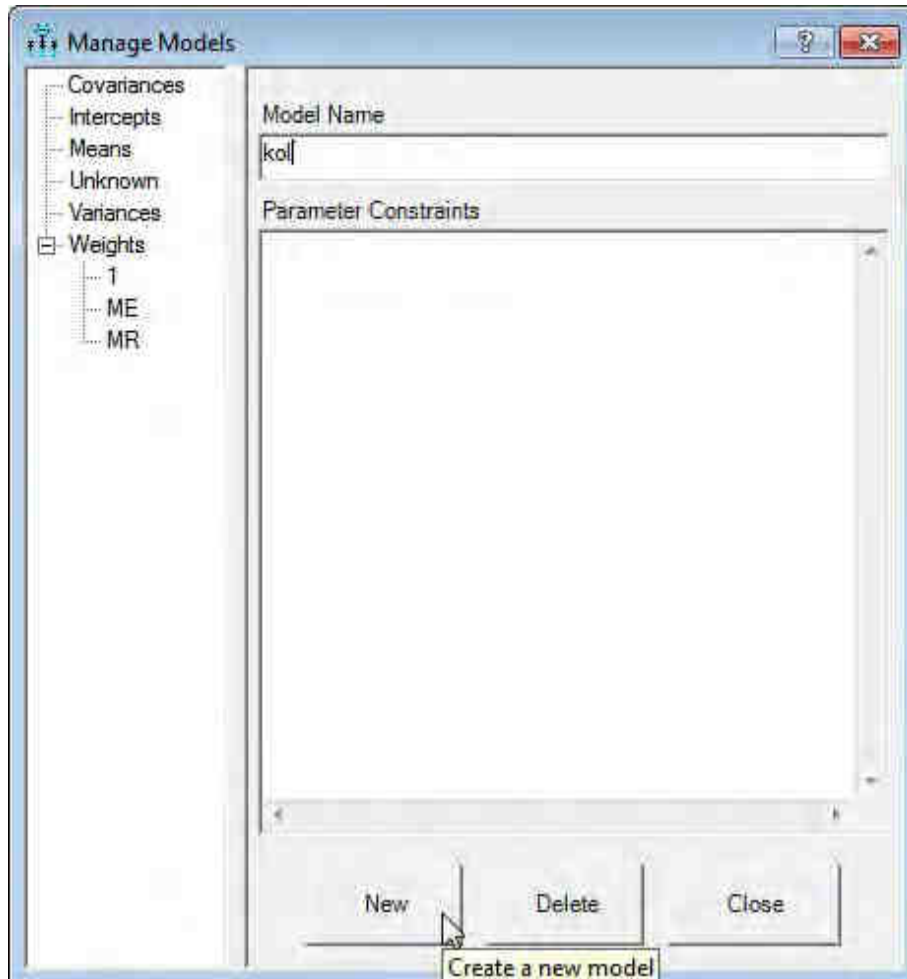 Manage Models
Covariances
Intercepts
Means
Unknown
Variances
Weights
1
ME
MR
Model Name
kol
Parameter Constraints
New
Delete
Close
Create a new model